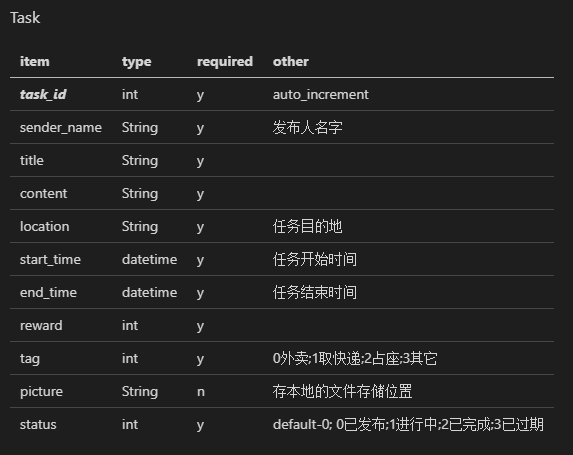 Task
item type required other
task_id int y auto_increment
sender_name String y 发布人名字
title String y
content String y
location String y 任务目的地
start_time datetime y 任务开始时间
end_time datetime y 任务结束时间
reward int y
tag int y 0外卖;1取快递;2占座;3其它
picture String n 存本地的文件存储位置
status int y default-0; 0已发布;1进行中;2已完成;3已过期